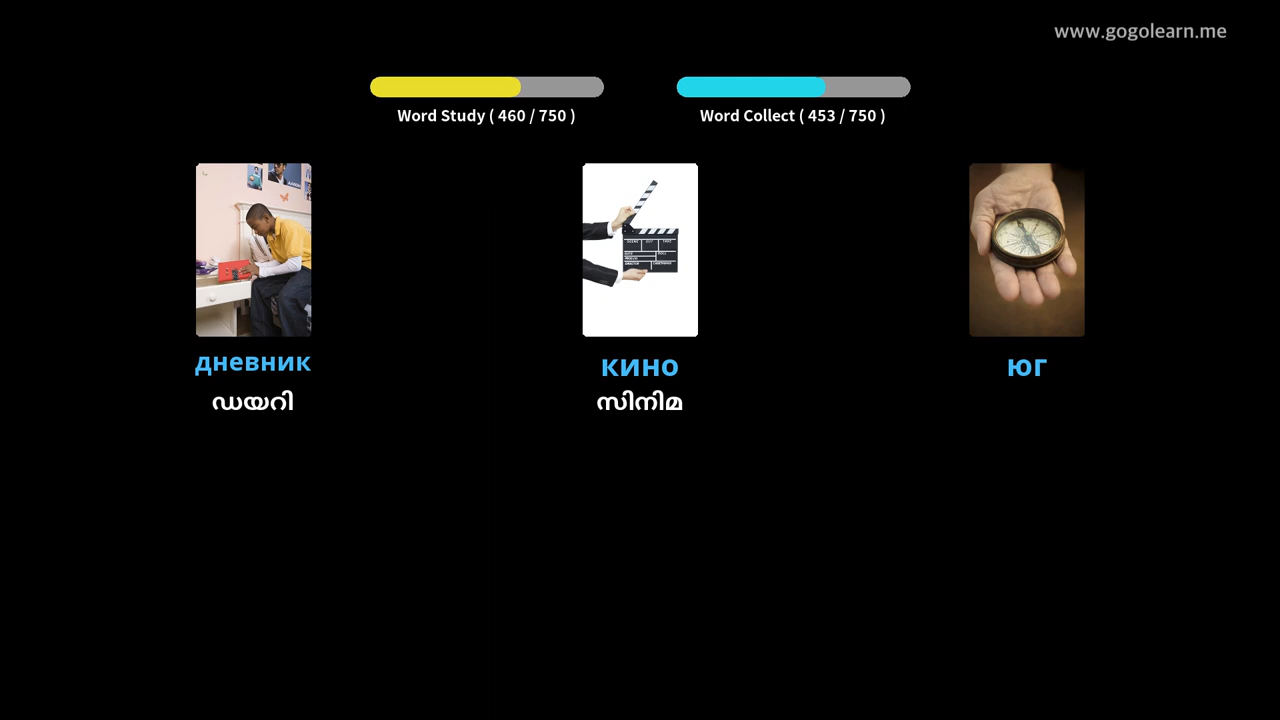 www.gogolearn.me
Word Study ( 460 / 750 )
Word Collect ( 453 / 750 )
дневник
кино
юг
ഡയറി
സിനിമ